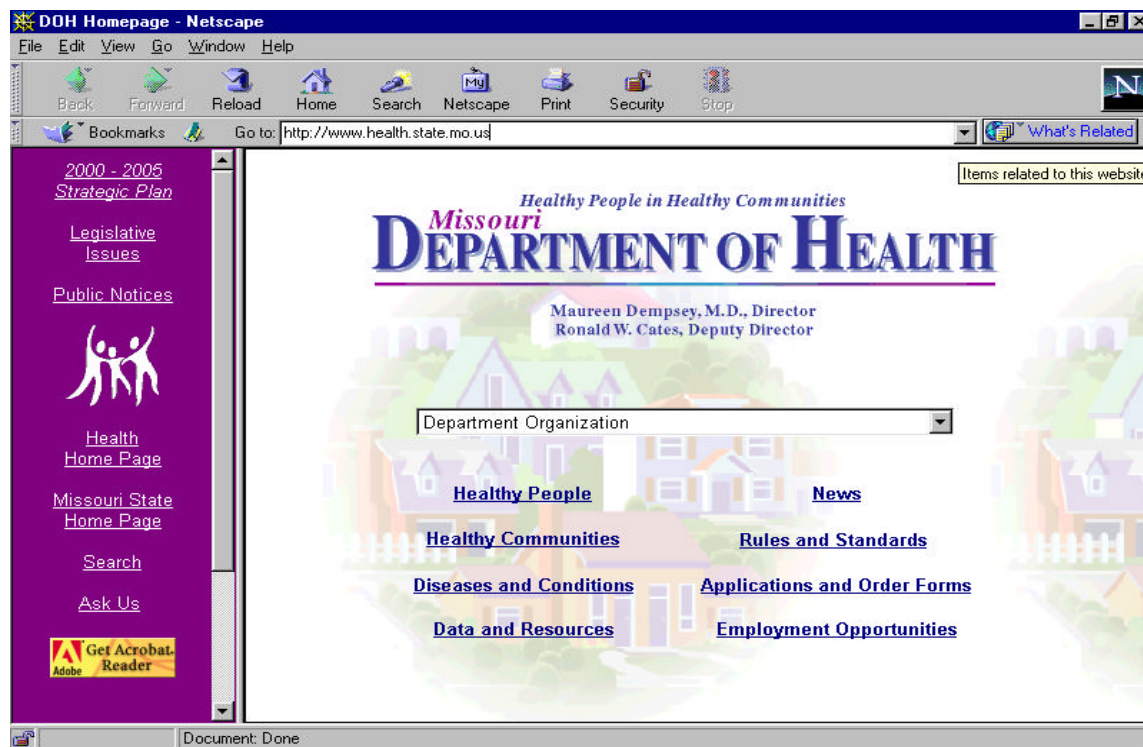 DOH Homepage - Netscape
File Edit View Go Window Help
My
Back Forward Reload Home Search Netscape Print Security Stop
N
Bookmarks Go to: http://www.health.state.mo.us What's Related
Items related to this website
2000 - 2005
Strategic Plan
Legislative
Issues
Public Notices
Health
Home Page
Missouri State
Home Page
Search
Ask Us
Get Acrobat
Reader
Adobe
Healthy People in Healthy Communities
Missouri
DEPARTMENT OF HEALTH
Maureen Dempsey, M.D., Director
Ronald W. Cates, Deputy Director
Department Organization
Healthy People News
Healthy Communities Rules and Standards
Diseases and Conditions Applications and Order Forms
Data and Resources Employment Opportunities
Document: Done